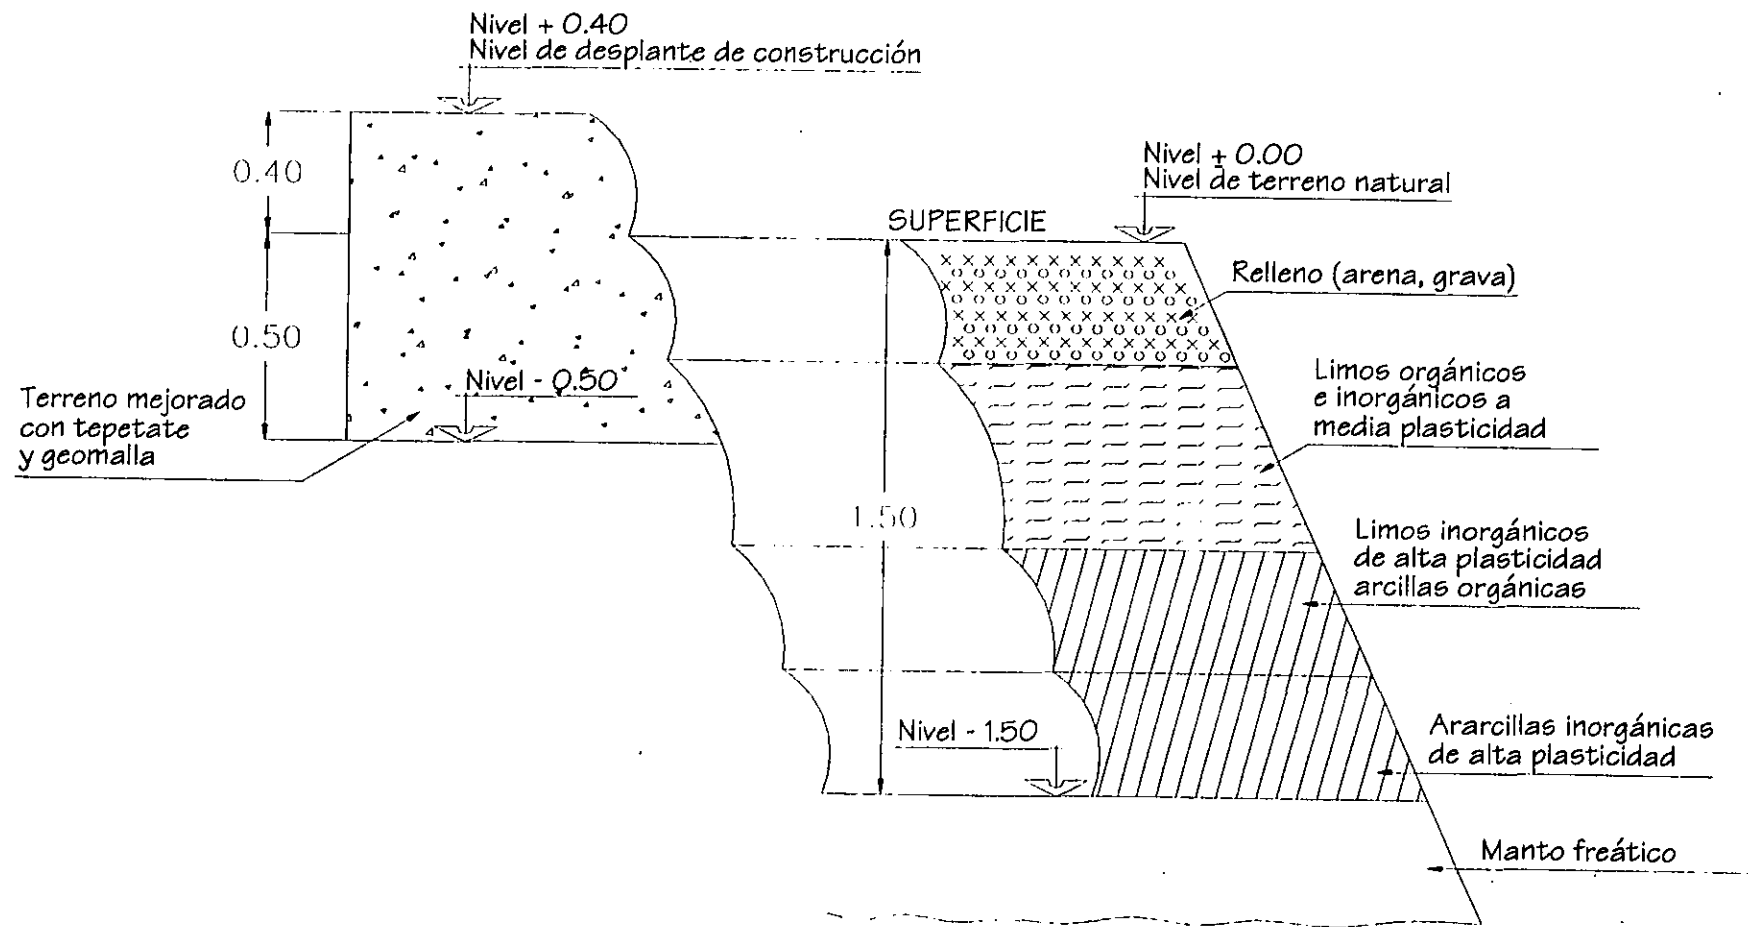 Nivel + 0.40
Nivel de desplante de construcción
0.40
Nivel ± 0.00
Nivel de terreno natural
SUPERFICIE
Relleno (arena, grava)
0.50
Nivel - 0.50
Terreno mejorado
con tepetate
y geomalla
Limos orgánicos
e inorgánicos a
media plasticidad
1.50
Limos inorgánicos
de alta plasticidad
arcillas orgánicas
Nivel - 1.50
Ararcillas inorgánicas
de alta plasticidad
Manto freático